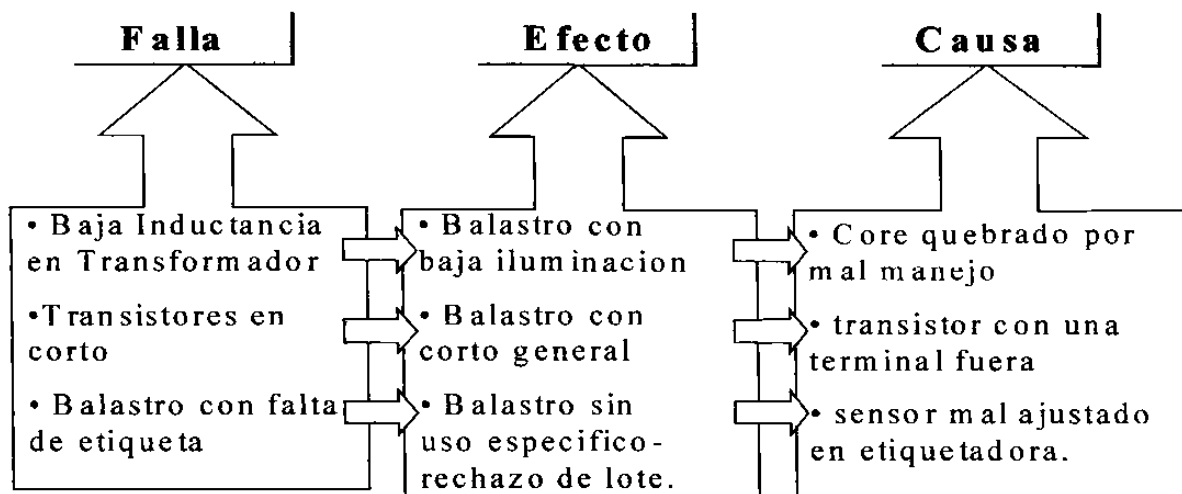 Falla
Efecto
Causa
• Baja Inductancia
en Transformador
•Transistores en
corto
• Balastro con falta
de etiqueta
• Balastro con
baja iluminacion
• Balastro con
corto general
• Balastro sin
uso especifico-
rechazo de lote.
• Core quebrado por
mal manejo
• transistor con una
terminal fuera
• sensor mal ajustado
en etiquetadora.